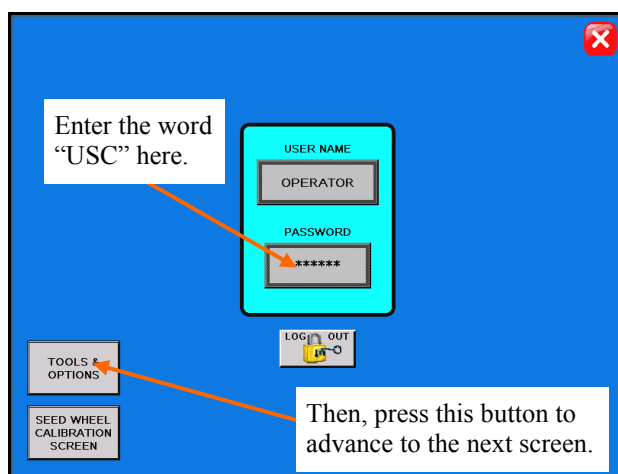 Enter the word
“USC” here.
USER NAME
OPERATOR
PASSWORD
******
LOG OUT
TOOLS &
OPTIONS
SEED WHEEL
CALIBRATION
SCREEN
Then, press this button to
advance to the next screen.